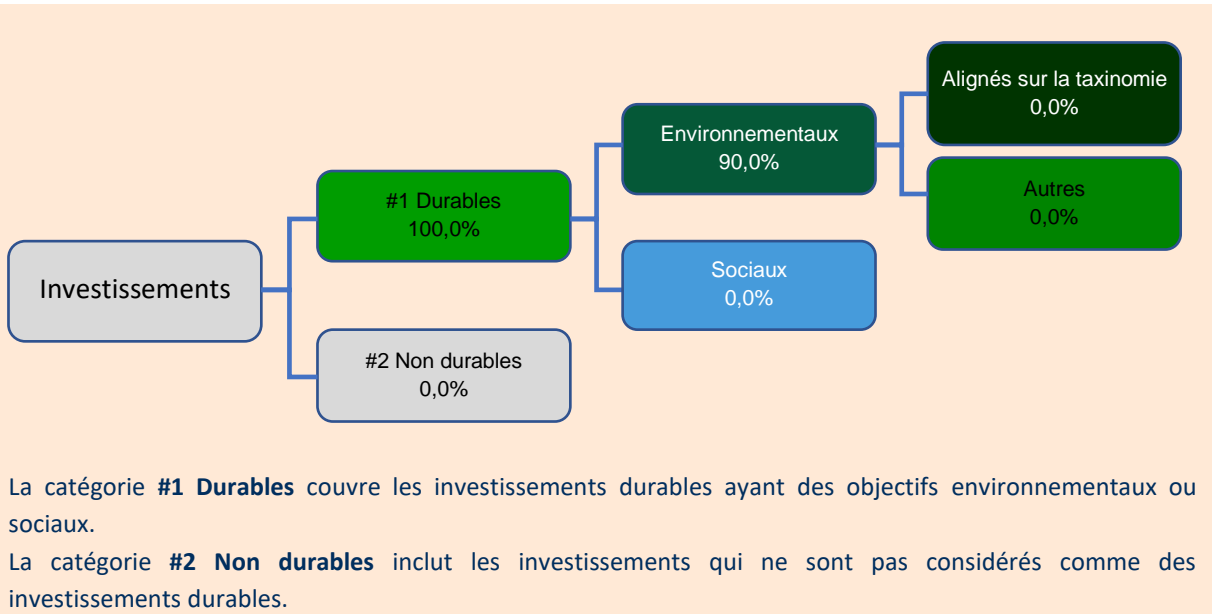 Alignés sur la taxinomie
0,0%
Environnementaux
90,0%
Autres
0,0%
#1 Durables
100,0%
Sociaux
0,0%
Investissements
#2 Non durables
0,0%
La catégorie #1 Durables couvre les investissements durables ayant des objectifs environnementaux ou
sociaux.
La catégorie #2 Non durables inclut les investissements qui ne sont pas considérés comme des
investissements durables.